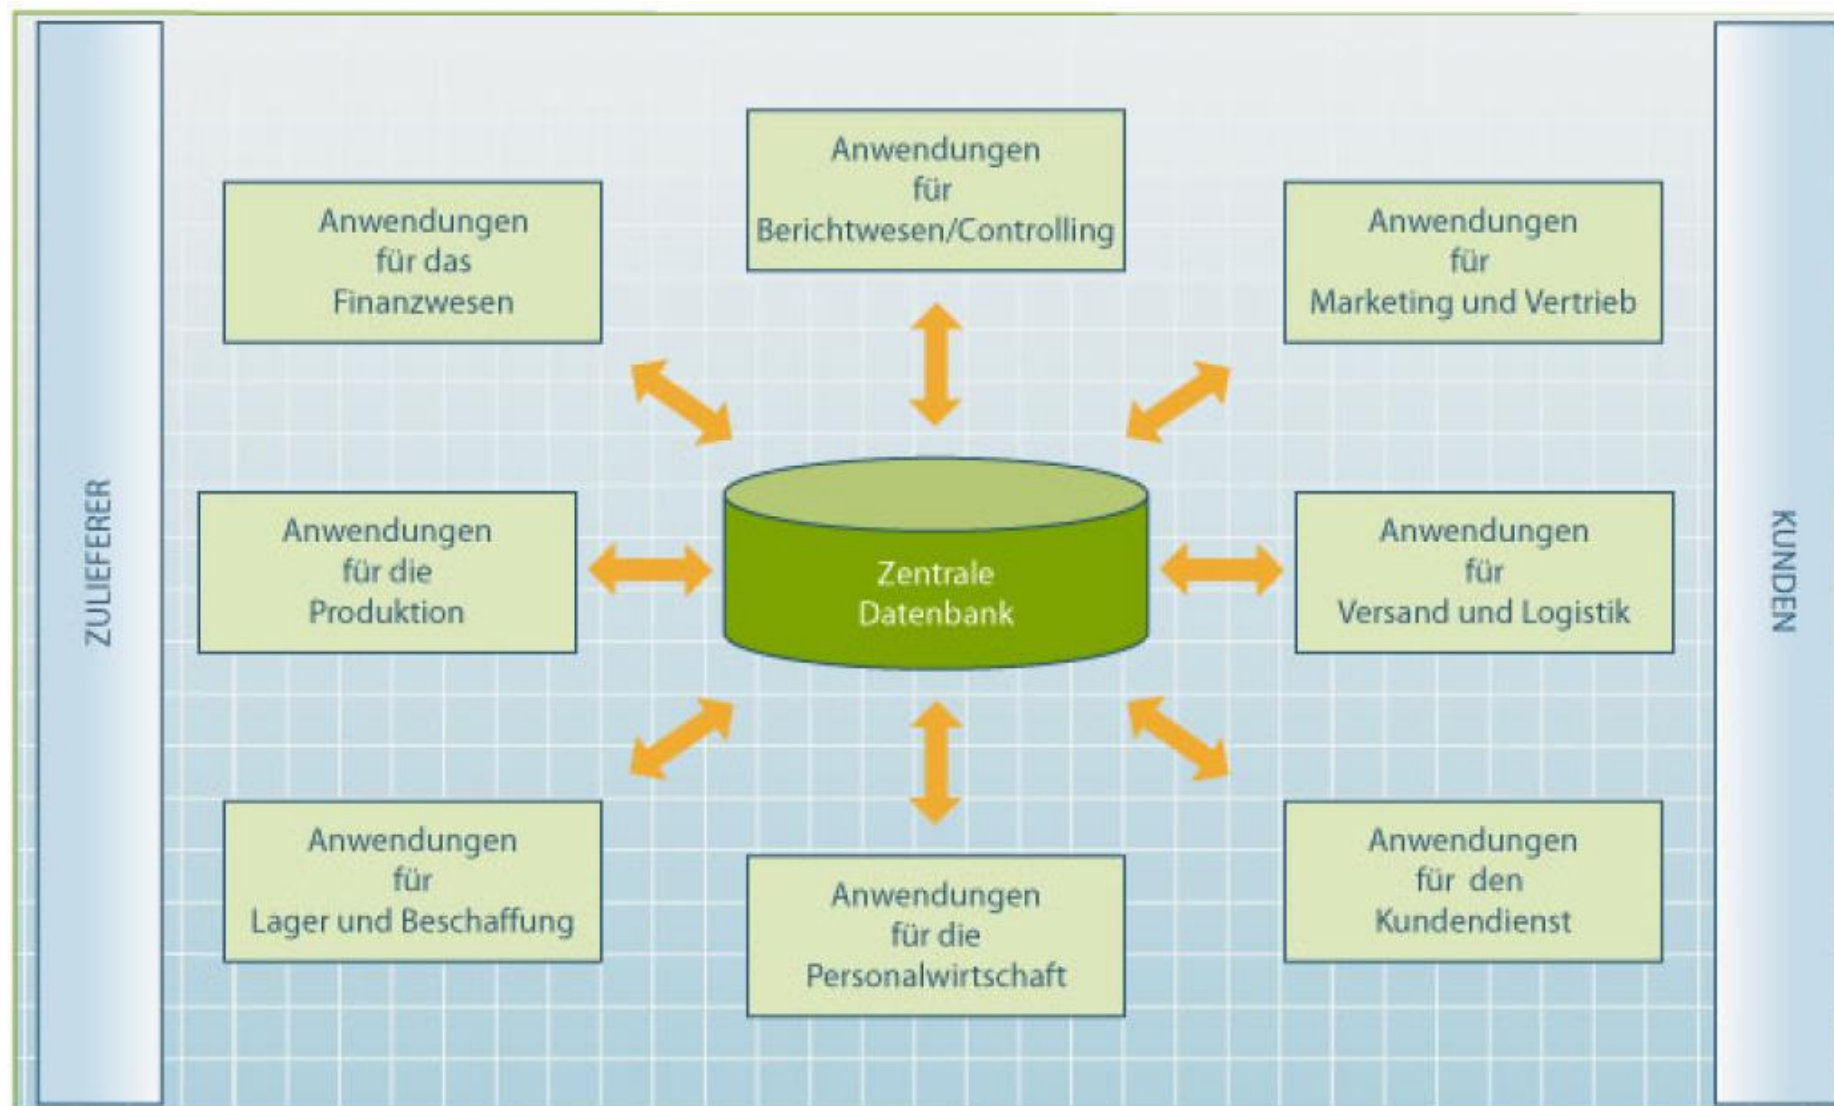 ZULIEFERER
Anwendungen
für das
Finanzwesen
Anwendungen
für
Berichtwesen/Controlling
Anwendungen
für
Marketing und Vertrieb
Anwendungen
für die
Produktion
Zentrale
Datenbank
Anwendungen
für
Versand und Logistik
Anwendungen
für
Lager und Beschaffung
Anwendungen
für die
Personalwirtschaft
Anwendungen
für den
Kundendienst
KUNDEN